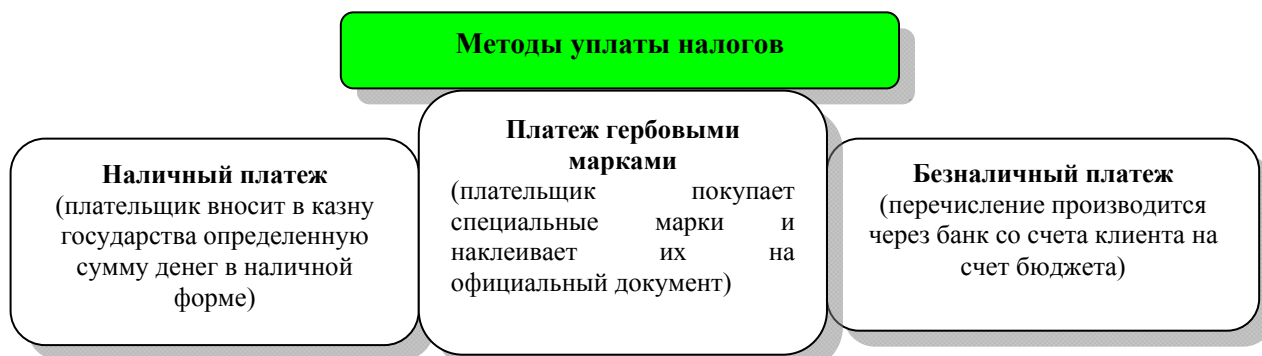 Методы уплаты налогов
Наличный платеж
(плательщик вносит в казну
государства определенную
сумму денег в наличной
форме)
Платеж гербовыми
марками
(плательщик покупает
специальные марки и
наклеивает их на
официальный документ)
Безналичный платеж
(перечисление производится
через банк со счета клиента на
счет бюджета)